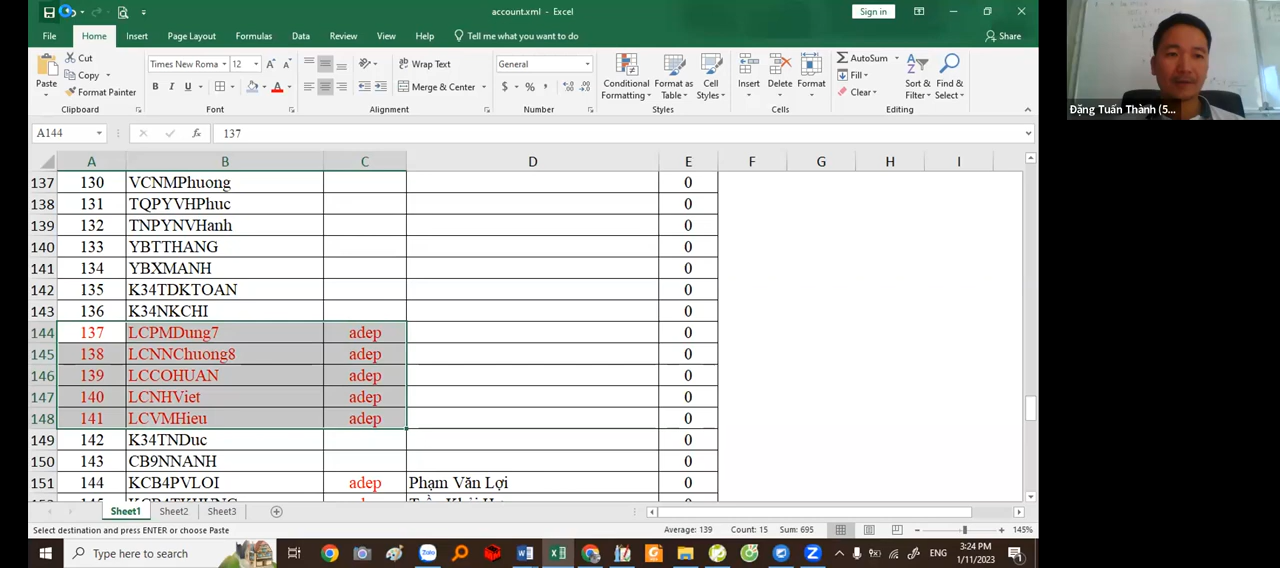 account.xml - Excel
Sign in
File Home Insert Page Layout Formulas Data Review View Help Tell me what you want to do Share
Paste Cut Copy Format Painter
Times New Roma 12 B I U A A
Wrap Text Merge & Center
General $ %
Conditional Formatting Format as Table Cell Styles
Insert Delete Format
AutoSum Fill Clear Sort & Filter Find & Select
Clipboard Font Alignment Number Styles Cells Editing
A144 fx 137
A B C D E F G H I
137 130 VCNMPhuong 0
138 131 TQPYVHPhuc 0
139 132 TNPYNVHanh 0
140 133 YBTTHANG 0
141 134 YBXMANH 0
142 135 K34TDKTOAN 0
143 136 K34NKCHI 0
144 137 LCPMDung7 adep 0
145 138 LCNNChuong8 adep 0
146 139 LCCOHUAN adep 0
147 140 LCNHViet adep 0
148 141 LCVMHieu adep 0
149 142 K34TNDuc 0
150 143 CB9NNANH 0
151 144 KCB4PVLOI adep Phạm Văn Lợi 0
Sheet1 Sheet2 Sheet3
Select destination and press ENTER or choose Paste Average: 139 Count: 15 Sum: 695 145%
Type here to search Zalo ENG 3:24 PM
1/11/2023
Đặng Tuấn Thành (5...